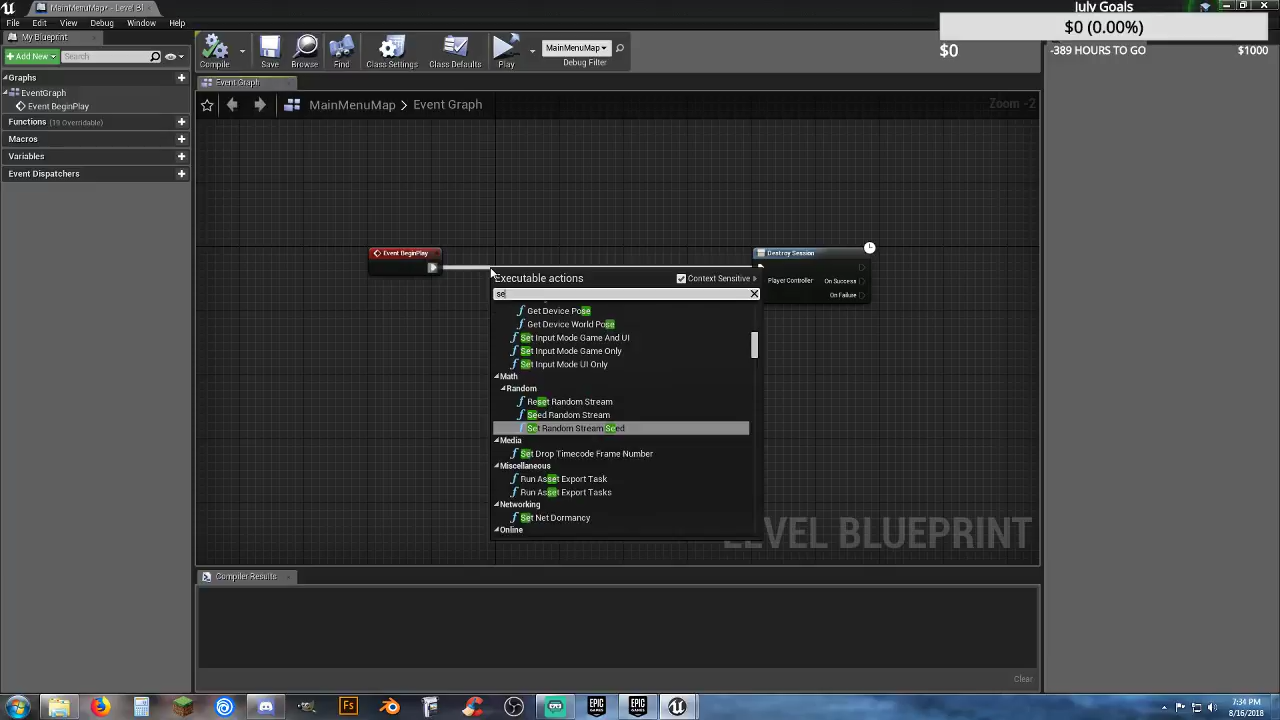 MainMenuMap* - Level Bl
July Goals
File Edit View Debug Window Help
$0 (0.00%)
My Blueprint
$0
-389 HOURS TO GO
$1000
Add New
Search
Compile
Save
Browse
Find
Class Settings
Class Defaults
Play
MainMenuMap
Debug Filter
Graphs
EventGraph
Event BeginPlay
Functions (19 Overridable)
Macros
Variables
Event Dispatchers
Event Graph
MainMenuMap > Event Graph
Zoom -2
Event BeginPlay
Destroy Session
Player Controller
On Success
On Failure
Executable actions
Context Sensitive
se
Get Device Pose
Get Device World Pose
Set Input Mode Game And UI
Set Input Mode Game Only
Set Input Mode UI Only
Math
Random
Reset Random Stream
Seed Random Stream
Set Random Stream Seed
Media
Set Drop Timecode Frame Number
Miscellaneous
Run Asset Export Task
Run Asset Export Tasks
Networking
Set Net Dormancy
Online
LEVEL BLUEPRINT
Compiler Results
Clear
Fs
EPIC GAMES
EPIC GAMES
7:34 PM
8/16/2018